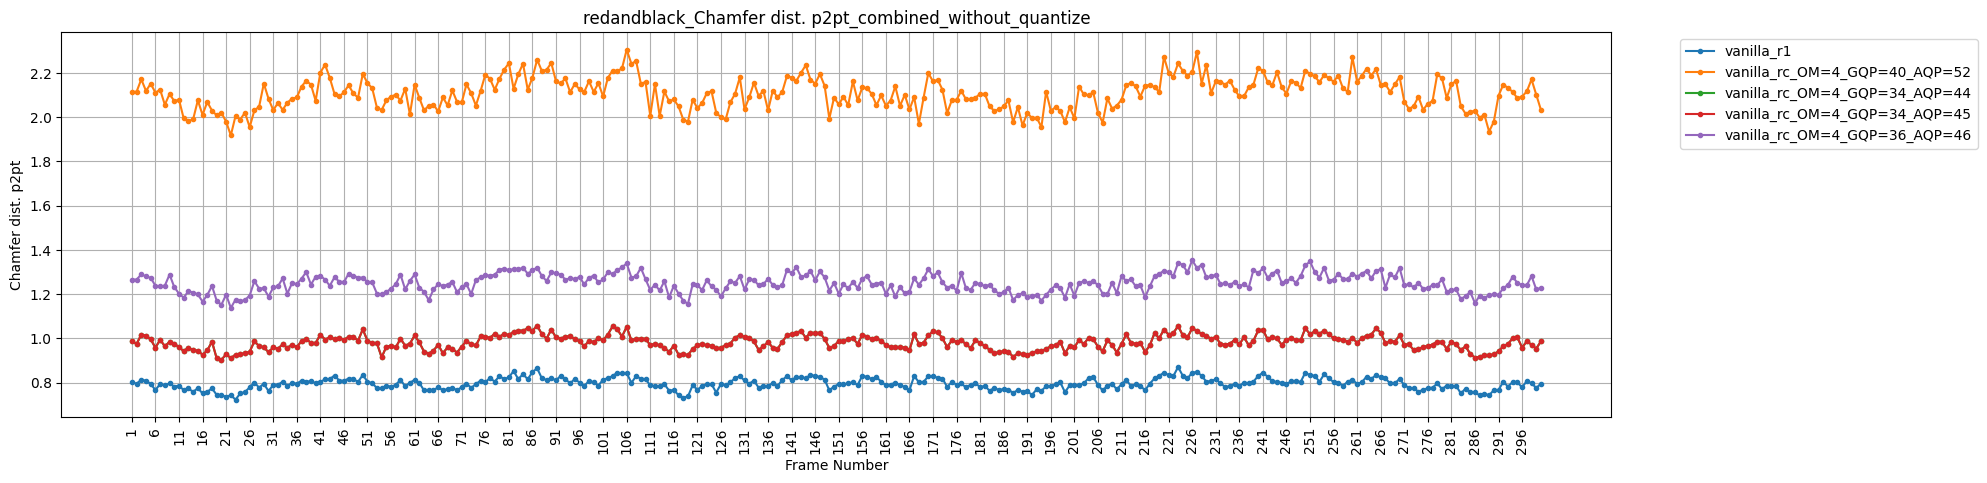 redandblack_Chamfer dist. p2pt_combined_without_quantize
Chamfer dist. p2pt
2.2
2.0
1.8
1.6
1.4
1.2
1.0
0.8
1 6 11 16 21 26 31 36 41 46 51 56 61 66 71 76 81 86 91 96 101 106 111 116 121 126 131 136 141 146 151 156 161 166 171 176 181 186 191 196 201 206 211 216 221 226 231 236 241 246 251 256 261 266 271 276 281 286 291 296
Frame Number
vanilla_r1
vanilla_rc_OM=4_GQP=40_AQP=52
vanilla_rc_OM=4_GQP=34_AQP=44
vanilla_rc_OM=4_GQP=34_AQP=45
vanilla_rc_OM=4_GQP=36_AQP=46